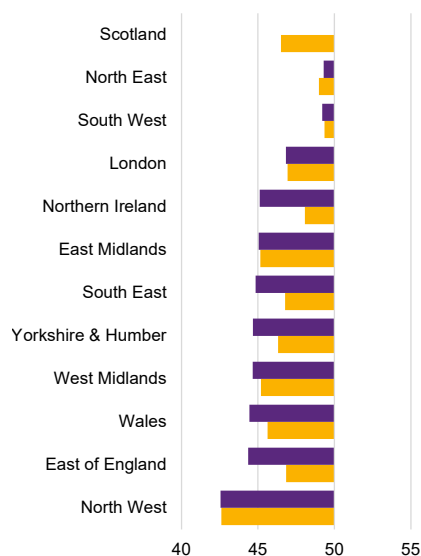 Scotland
North East
South West
London
Northern Ireland
East Midlands
South East
Yorkshire & Humber
West Midlands
Wales
East of England
North West
40 45 50 55